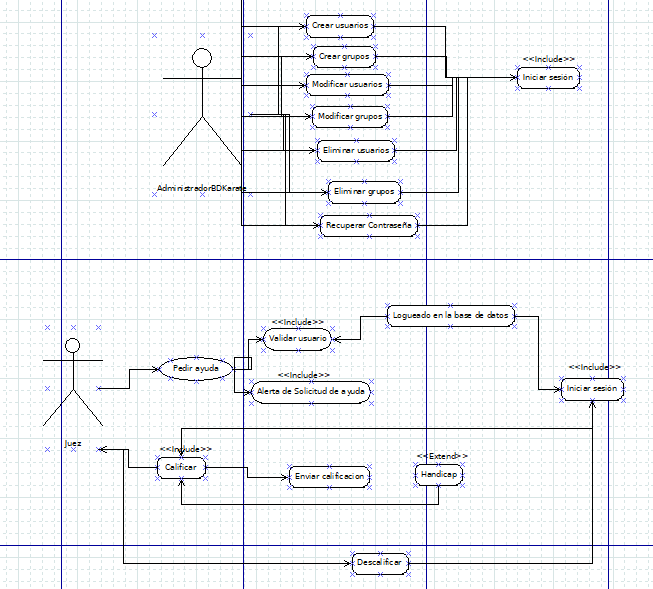 Crear usuarios
Crear grupos
<<Include>>
Iniciar sesión
Modificar usuarios
Modificar grupos
Eliminar usuarios
AdministradorBDKarate
Eliminar grupos
Recuperar Contraseña
<<Include>>
Logueado en la base de datos
Validar usuario
Pedir ayuda
<<Include>>
<<Include>>
Alerta de Solicitud de ayuda
Iniciar sesión
Juez
<<Include>>
<<Extend>>
Calificar
Enviar calificacion
Handicap
Descalificar